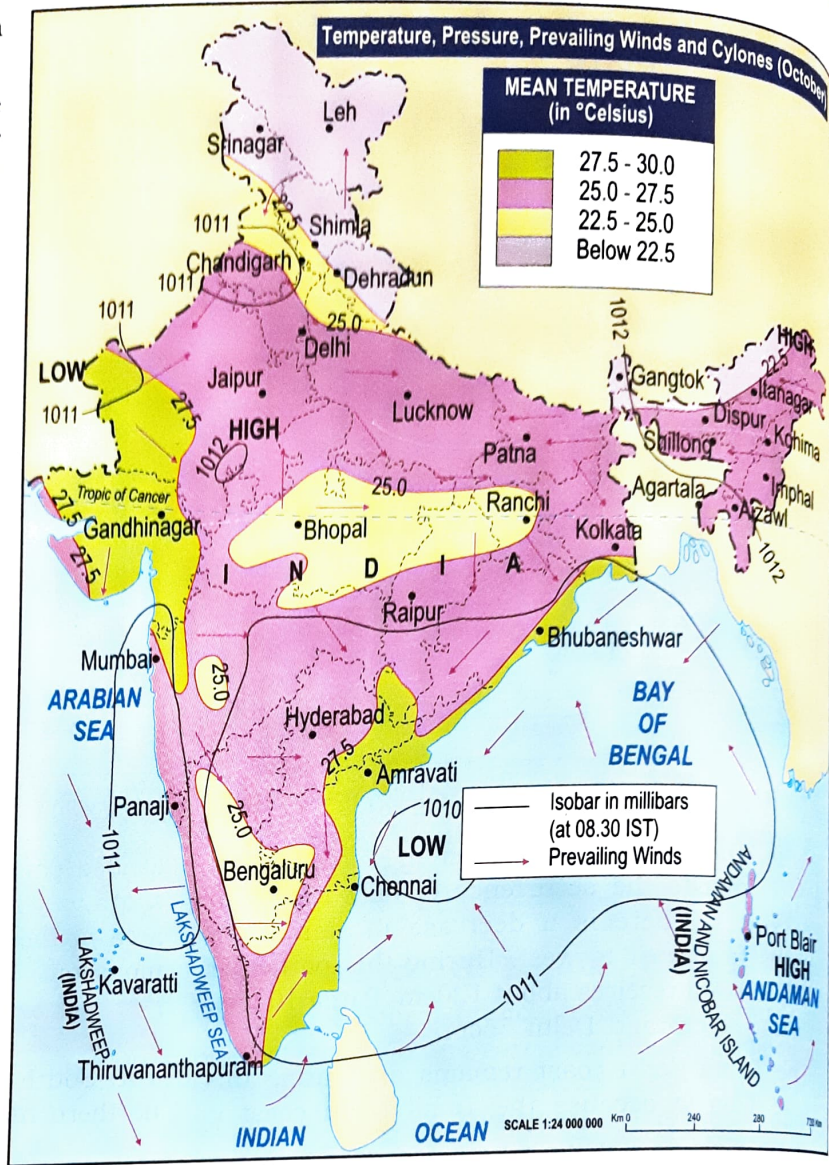 Temperature, Pressure, Prevailing Winds and Cylones (October)
MEAN TEMPERATURE
(in °Celsius)
27.5 - 30.0
25.0 - 27.5
22.5 - 25.0
Below 22.5
Leh
Srinagar
22.5
1011
Shimla
Chandigarh
1011
Dehradun
1011
25.0
Delhi
1012
HIGH
LOW
Jaipur
Gangtok
22.5
Itanagar
1011
27.5
Lucknow
Dispur
HIGH
Patna
Shillong
Kohima
1012
25.0
Tropic of Cancer
Ranchi
Agartala
Imphal
27.5
Gandhinagar
Bhopal
Kolkata
Aizawl
27.5
1012
I N D I A
Raipur
Bhubaneshwar
Mumbai
25.0
ARABIAN
SEA
BAY
OF
BENGAL
Hyderabad
27.5
Amravati
Panaji
25.0
1010
Isobar in millibars
(at 08.30 IST)
Prevailing Winds
1011
LOW
Bengaluru
Chennai
ANDAMAN AND NICOBAR ISLAND
(INDIA)
LAKSHADWEEP SEA
Port Blair
HIGH
LAKSHADWEEP
(INDIA)
Kavaratti
1011
ANDAMAN
SEA
Thiruvananthapuram
INDIAN OCEAN
SCALE 1:24 000 000
Km 0 240 280